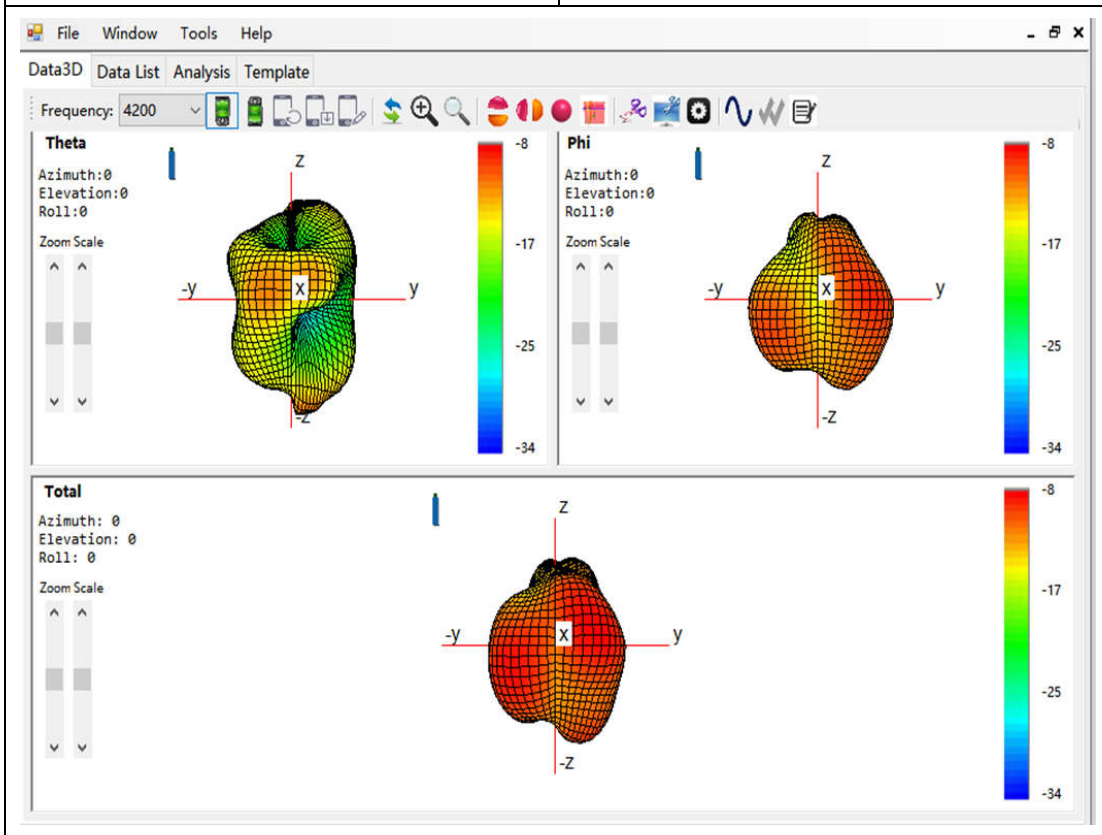 File Window Tools Help
Data3D Data List Analysis Template
Frequency: 4200
Theta
Azimuth:0
Elevation:0
Roll:0
Zoom Scale
z
-y
x
y
-z
-8
-17
-25
-34
Phi
Azimuth:0
Elevation:0
Roll:0
Zoom Scale
z
-y
x
y
-z
-8
-17
-25
-34
Total
Azimuth: 0
Elevation: 0
Roll: 0
Zoom Scale
z
-y
x
y
-z
-8
-17
-25
-34